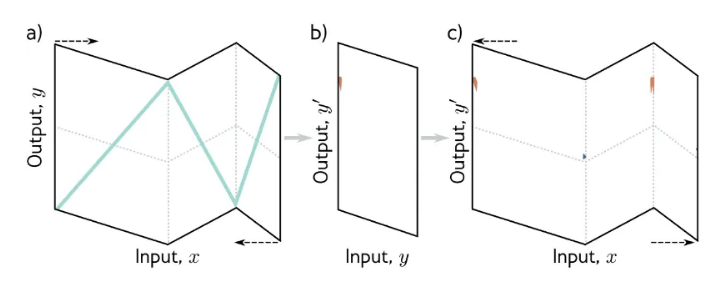 a)
b)
c)
Output, y
Input, x
Output, y′
Input, y
Output, y′
Input, x